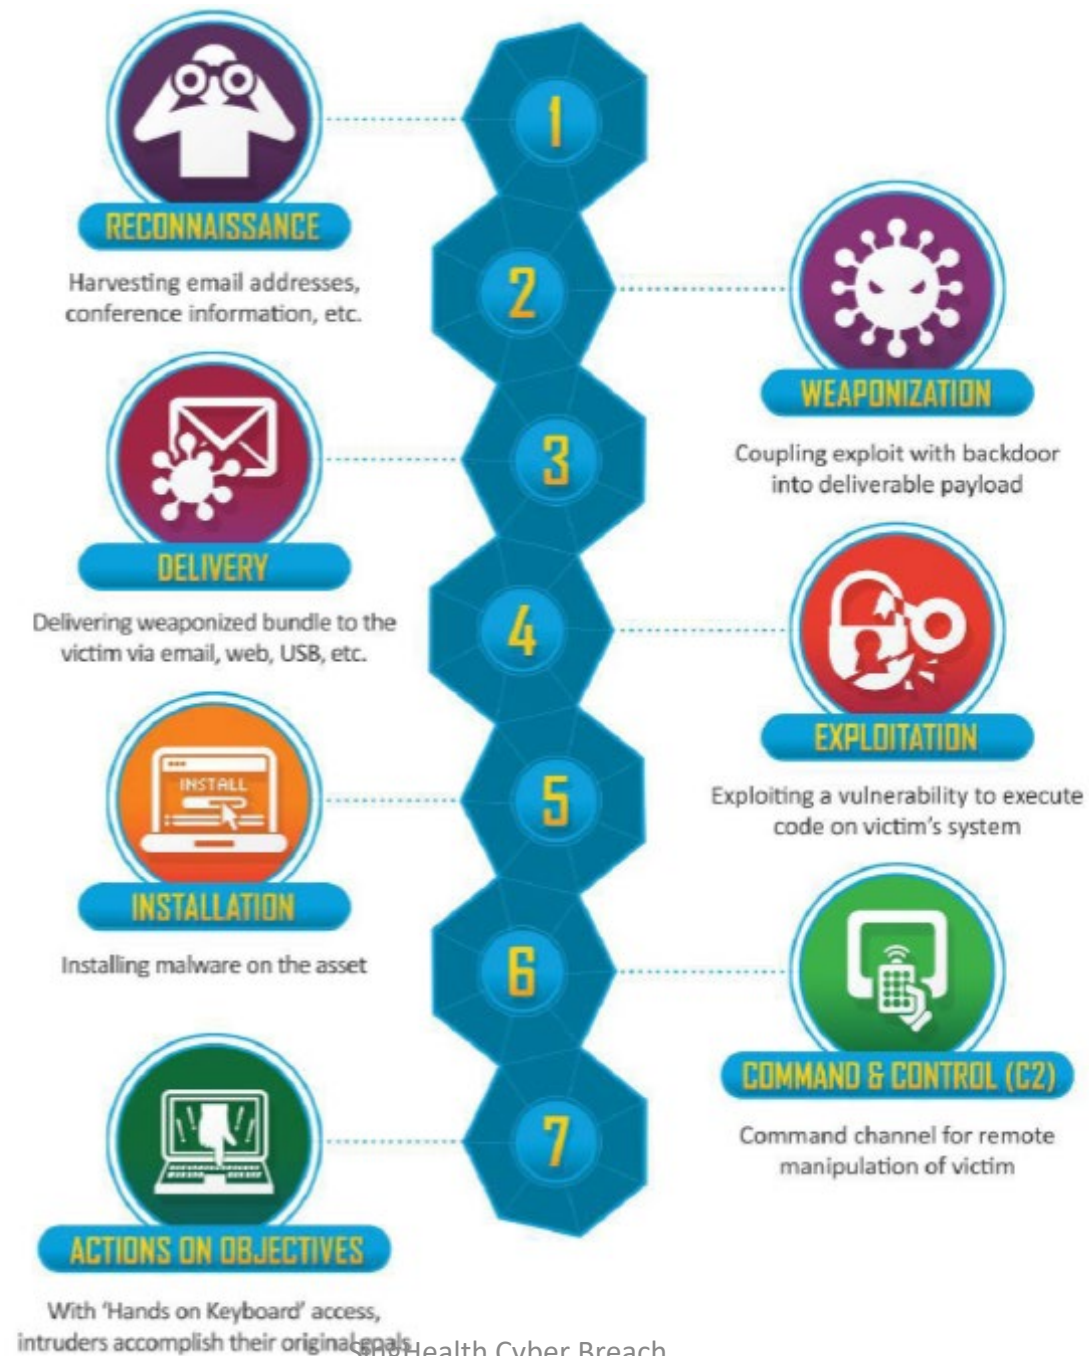 1
RECONNAISSANCE
Harvesting email addresses,
conference information, etc.
2
WEAPONIZATION
Coupling exploit with backdoor
into deliverable payload
3
DELIVERY
Delivering weaponized bundle to the
victim via email, web, USB, etc.
4
EXPLOITATION
Exploiting a vulnerability to execute
code on victim's system
5
INSTALL
INSTALLATION
Installing malware on the asset
6
COMMAND & CONTROL (C2)
Command channel for remote
manipulation of victim
7
ACTIONS ON OBJECTIVES
With 'Hands on Keyboard' access,
intruders accomplish their original goals
SingHealth Cyber Breach